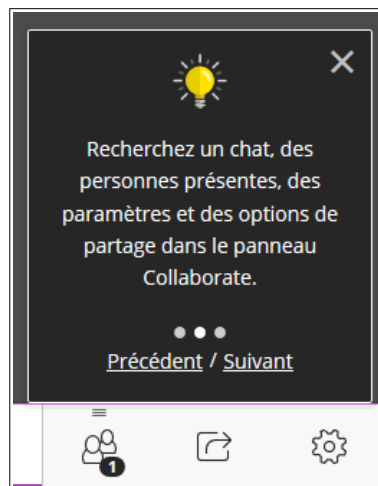 Recherchez un chat, des
personnes présentes, des
paramètres et des options de
partage dans le panneau
Collaborate.
Précédent / Suivant
1